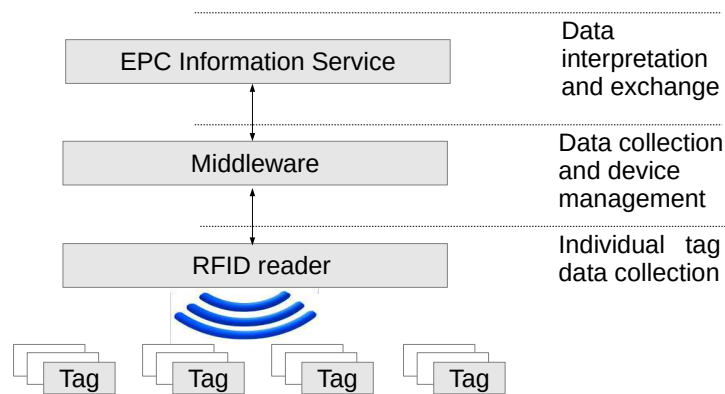 Data
interpretation
and exchange
EPC Information Service
Data collection
and device
management
Middleware
Individual tag
data collection
RFID reader
Tag
Tag
Tag
Tag